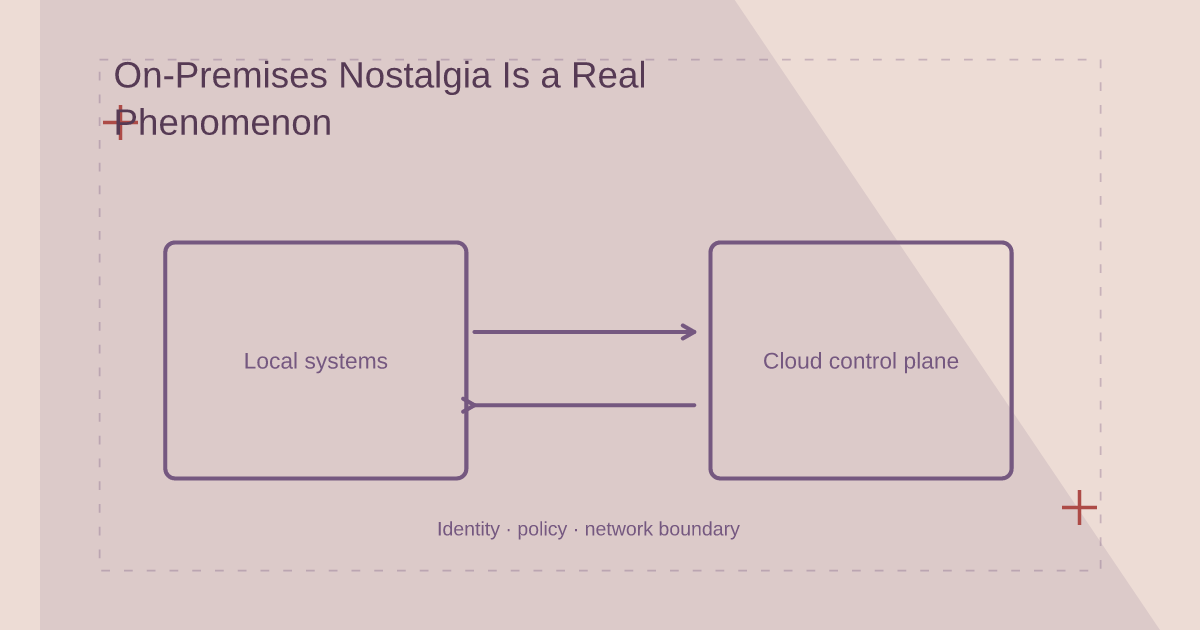 On-Premises Nostalgia Is a Real
Phenomenon
Local systems
Cloud control plane
Identity · policy · network boundary